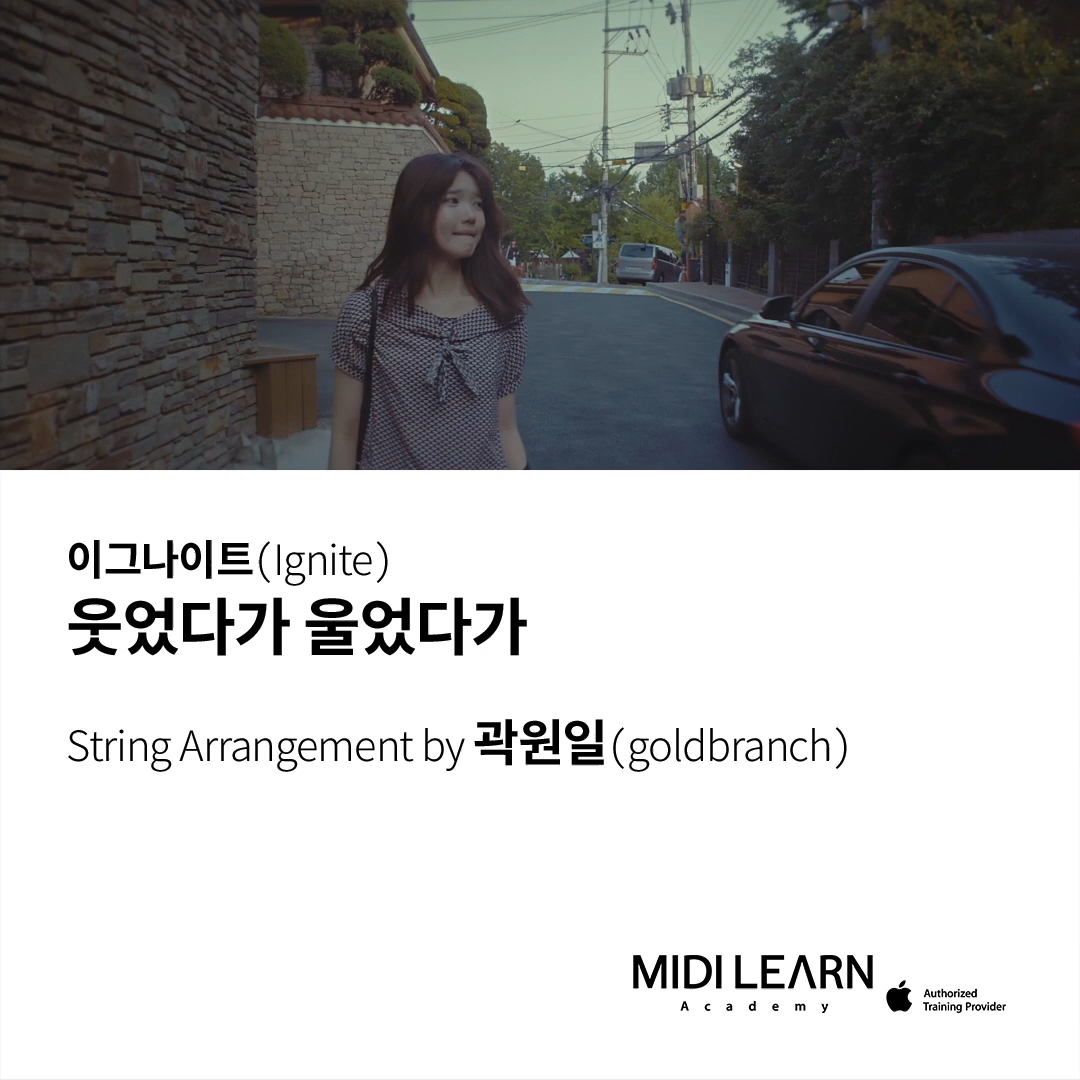 이그나이트(Ignite)
웃었다가 울었다가
String Arrangement by 곽원일(goldbranch)
MIDI LEARN
Academy
Authorized
Training Provider